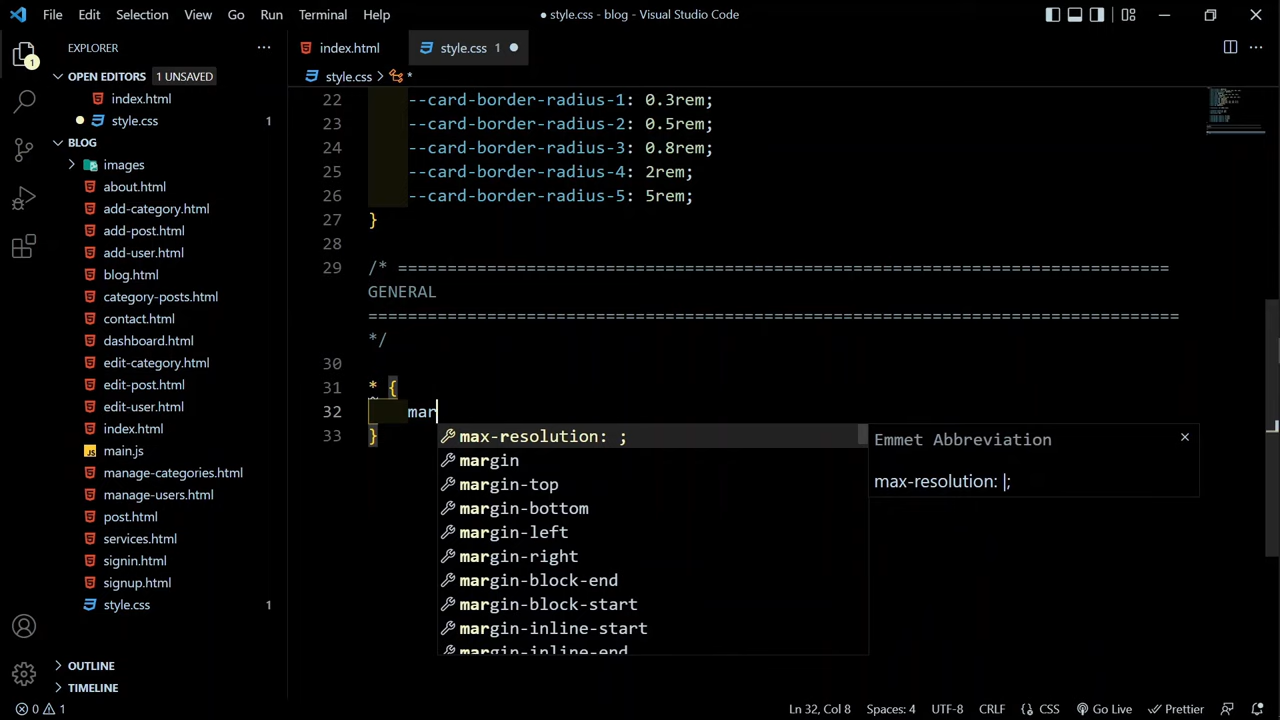 File Edit Selection View Go Run Terminal Help
● style.css - blog - Visual Studio Code
EXPLORER
OPEN EDITORS 1 UNSAVED
index.html
style.css 1
BLOG
images
about.html
add-category.html
add-post.html
add-user.html
blog.html
category-posts.html
contact.html
dashboard.html
edit-category.html
edit-post.html
edit-user.html
index.html
JS main.js
manage-categories.html
manage-users.html
post.html
services.html
signin.html
signup.html
style.css 1
OUTLINE
TIMELINE
1
index.html style.css 1
style.css > *
22 --card-border-radius-1: 0.3rem;
23 --card-border-radius-2: 0.5rem;
24 --card-border-radius-3: 0.8rem;
25 --card-border-radius-4: 2rem;
26 --card-border-radius-5: 5rem;
27 }
28
29 /* =============================================================================
GENERAL
=================================================================================
*/
30
31 * {
32 mar
33 }
max-resolution: ;
margin
margin-top
margin-bottom
margin-left
margin-right
margin-block-end
margin-block-start
margin-inline-start
margin-inline-end
Emmet Abbreviation
max-resolution: |;
0 1 Ln 32, Col 8 Spaces: 4 UTF-8 CRLF {} CSS Go Live Prettier